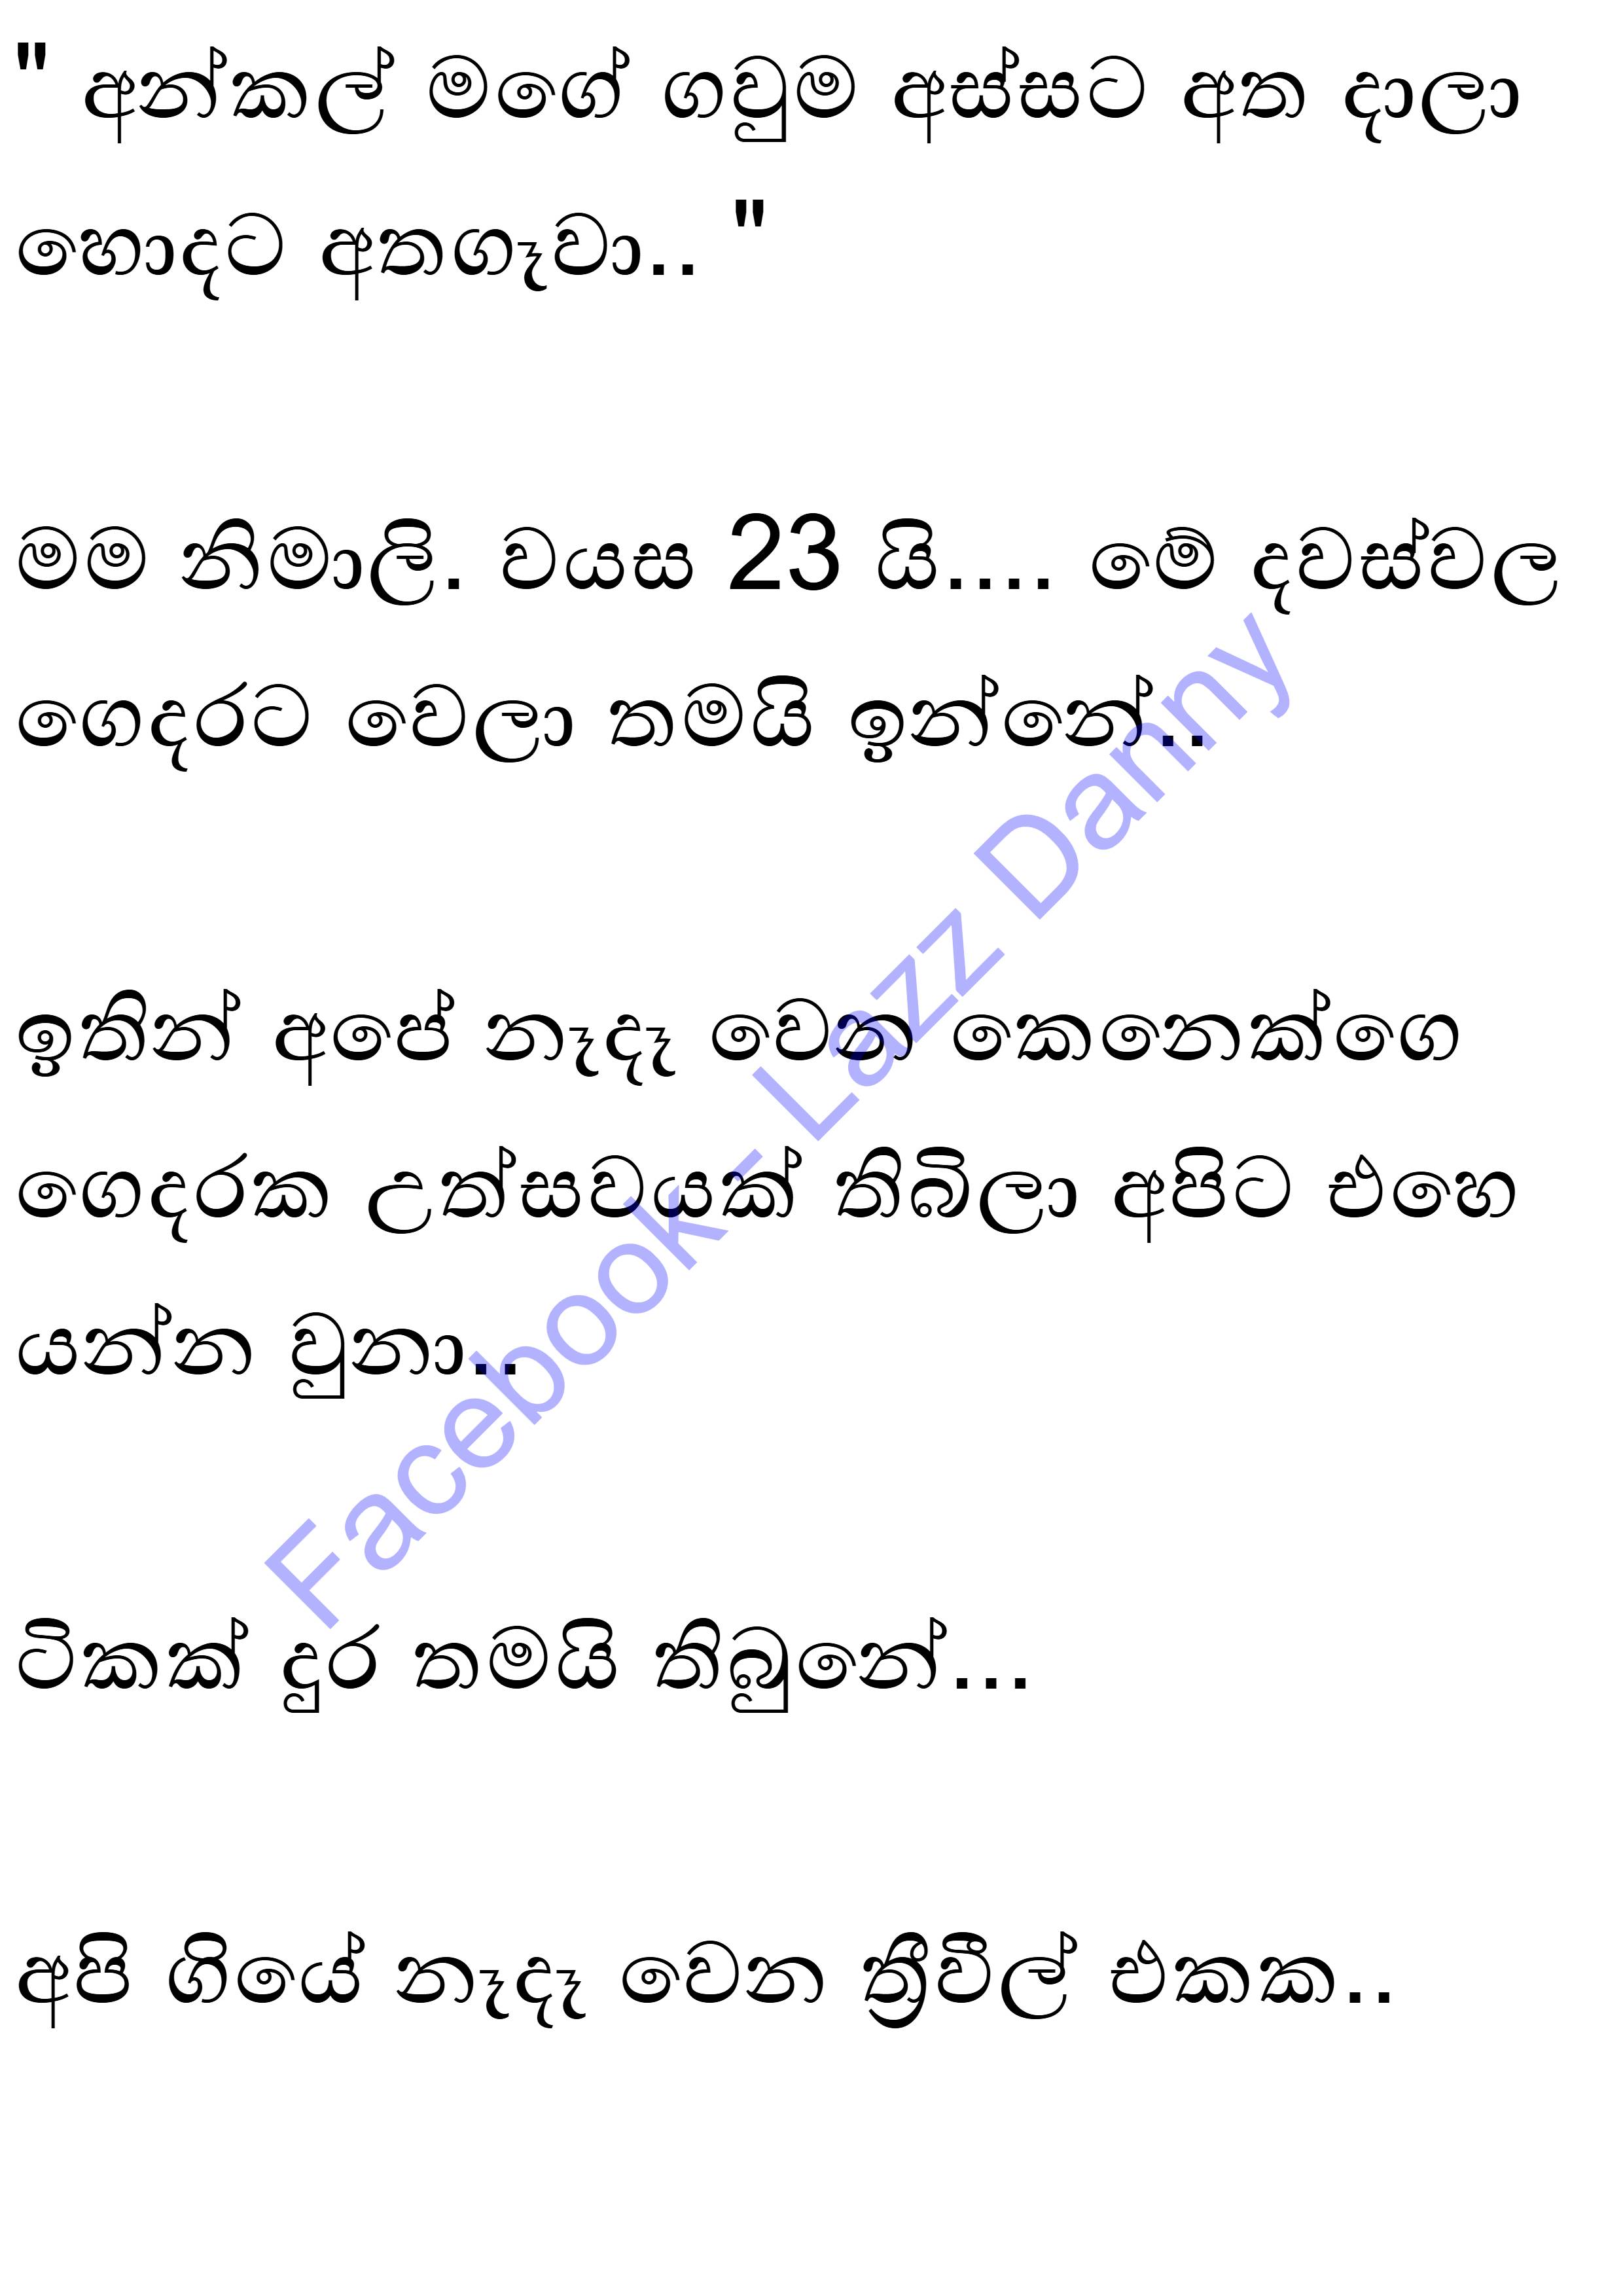 " අන්කල් මගේ ගවුම අස්සට අත දාලා
හොදට අතගෑවා.. "
මම නිමාලි. වයස 23 යි.... මේ දවස්වල
ගෙදරට වෙලා තමයි ඉන්නේ..
ඉතින් අපේ නෑදෑ වෙන කෙනෙක්ගෙ
ගෙදරක උත්සවයක් තිබ්ලා අපිට එහෙ
යන්න වුනා..
ටිකක් දුර තමයි තිබුනේ...
අපි ගියේ නෑදෑ වෙන ත්‍රීවිල් එකක..
Facebook - Lazz Danny